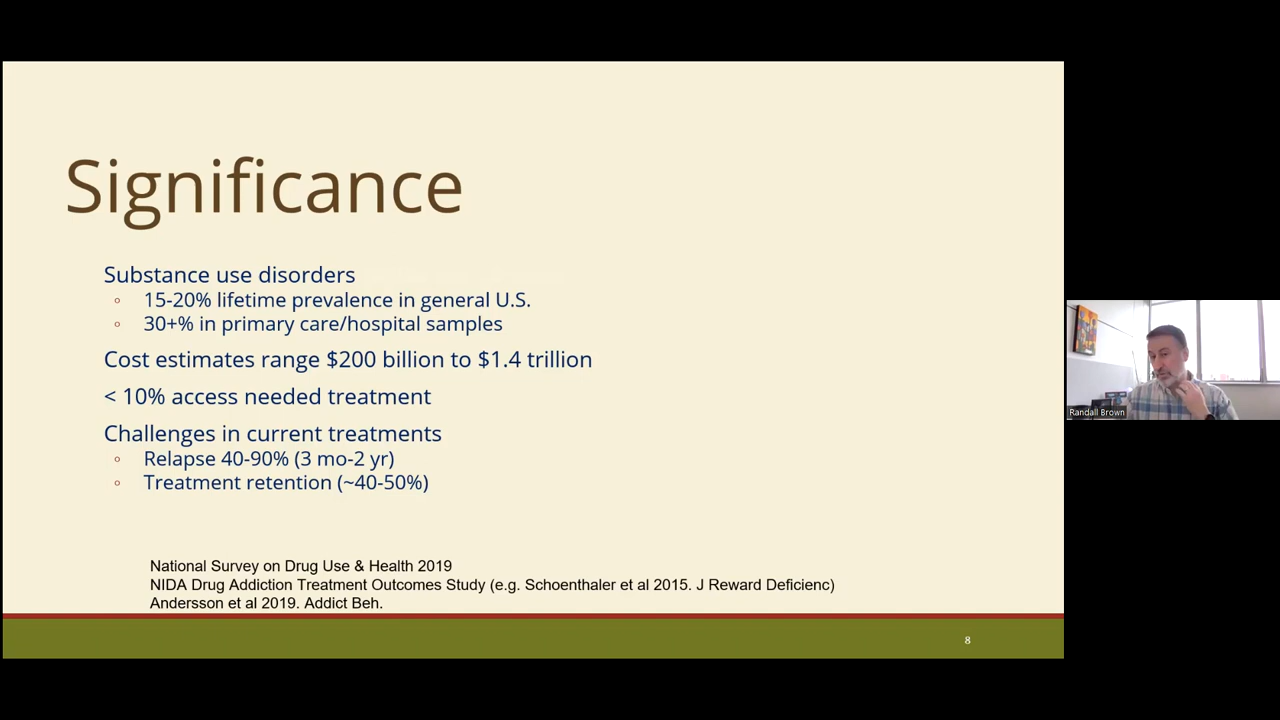 Significance
Substance use disorders
◦ 15-20% lifetime prevalence in general U.S.
◦ 30+% in primary care/hospital samples
Cost estimates range $200 billion to $1.4 trillion
< 10% access needed treatment
Challenges in current treatments
◦ Relapse 40-90% (3 mo-2 yr)
◦ Treatment retention (~40-50%)
National Survey on Drug Use & Health 2019
NIDA Drug Addiction Treatment Outcomes Study (e.g. Schoenthaler et al 2015. J Reward Deficienc)
Andersson et al 2019. Addict Beh.
8
Randall Brown